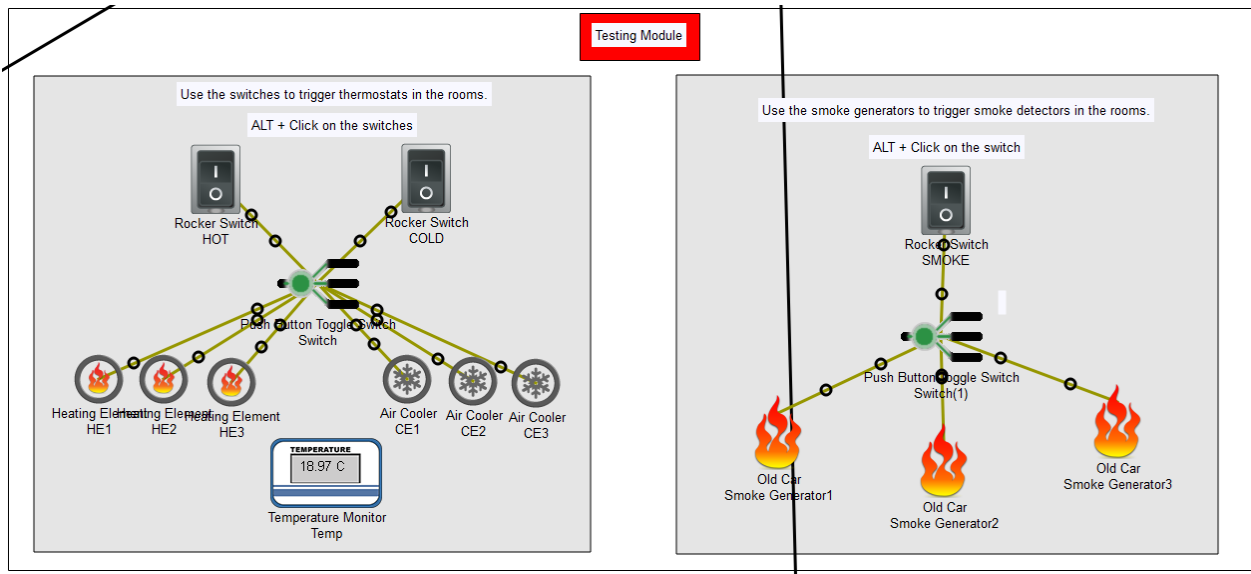 Testing Module
Use the switches to trigger thermostats in the rooms.
ALT + Click on the switches
Rocker Switch
HOT
Rocker Switch
COLD
Push Button Toggle Switch
Switch
Heating Element
HE1
Heating Element
HE2
Heating Element
HE3
Air Cooler
CE1
Air Cooler
CE2
Air Cooler
CE3
TEMPERATURE
18.97 C
Temperature Monitor
Temp
Use the smoke generators to trigger smoke detectors in the rooms.
ALT + Click on the switch
Rocker Switch
SMOKE
Push Button Toggle Switch
Switch(1)
Old Car
Smoke Generator1
Old Car
Smoke Generator2
Old Car
Smoke Generator3